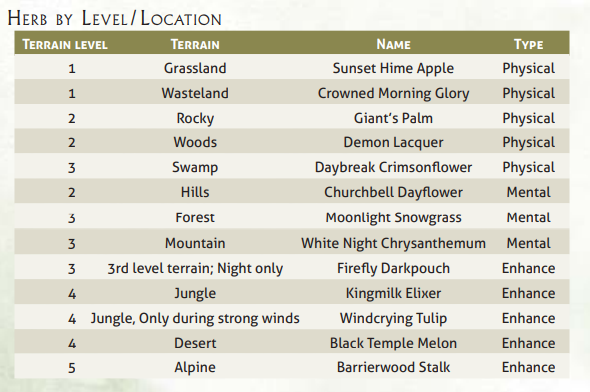 Herb by Level/Location
Terrain level Terrain Name Type
1 Grassland Sunset Hime Apple Physical
1 Wasteland Crowned Morning Glory Physical
2 Rocky Giant's Palm Physical
2 Woods Demon Lacquer Physical
3 Swamp Daybreak Crimsonflower Physical
2 Hills Churchbell Dayflower Mental
3 Forest Moonlight Snowgrass Mental
3 Mountain White Night Chrysanthemum Mental
3 3rd level terrain; Night only Firefly Darkpouch Enhance
4 Jungle Kingmilk Elixer Enhance
4 Jungle, Only during strong winds Windcrying Tulip Enhance
4 Desert Black Temple Melon Enhance
5 Alpine Barrierwood Stalk Enhance